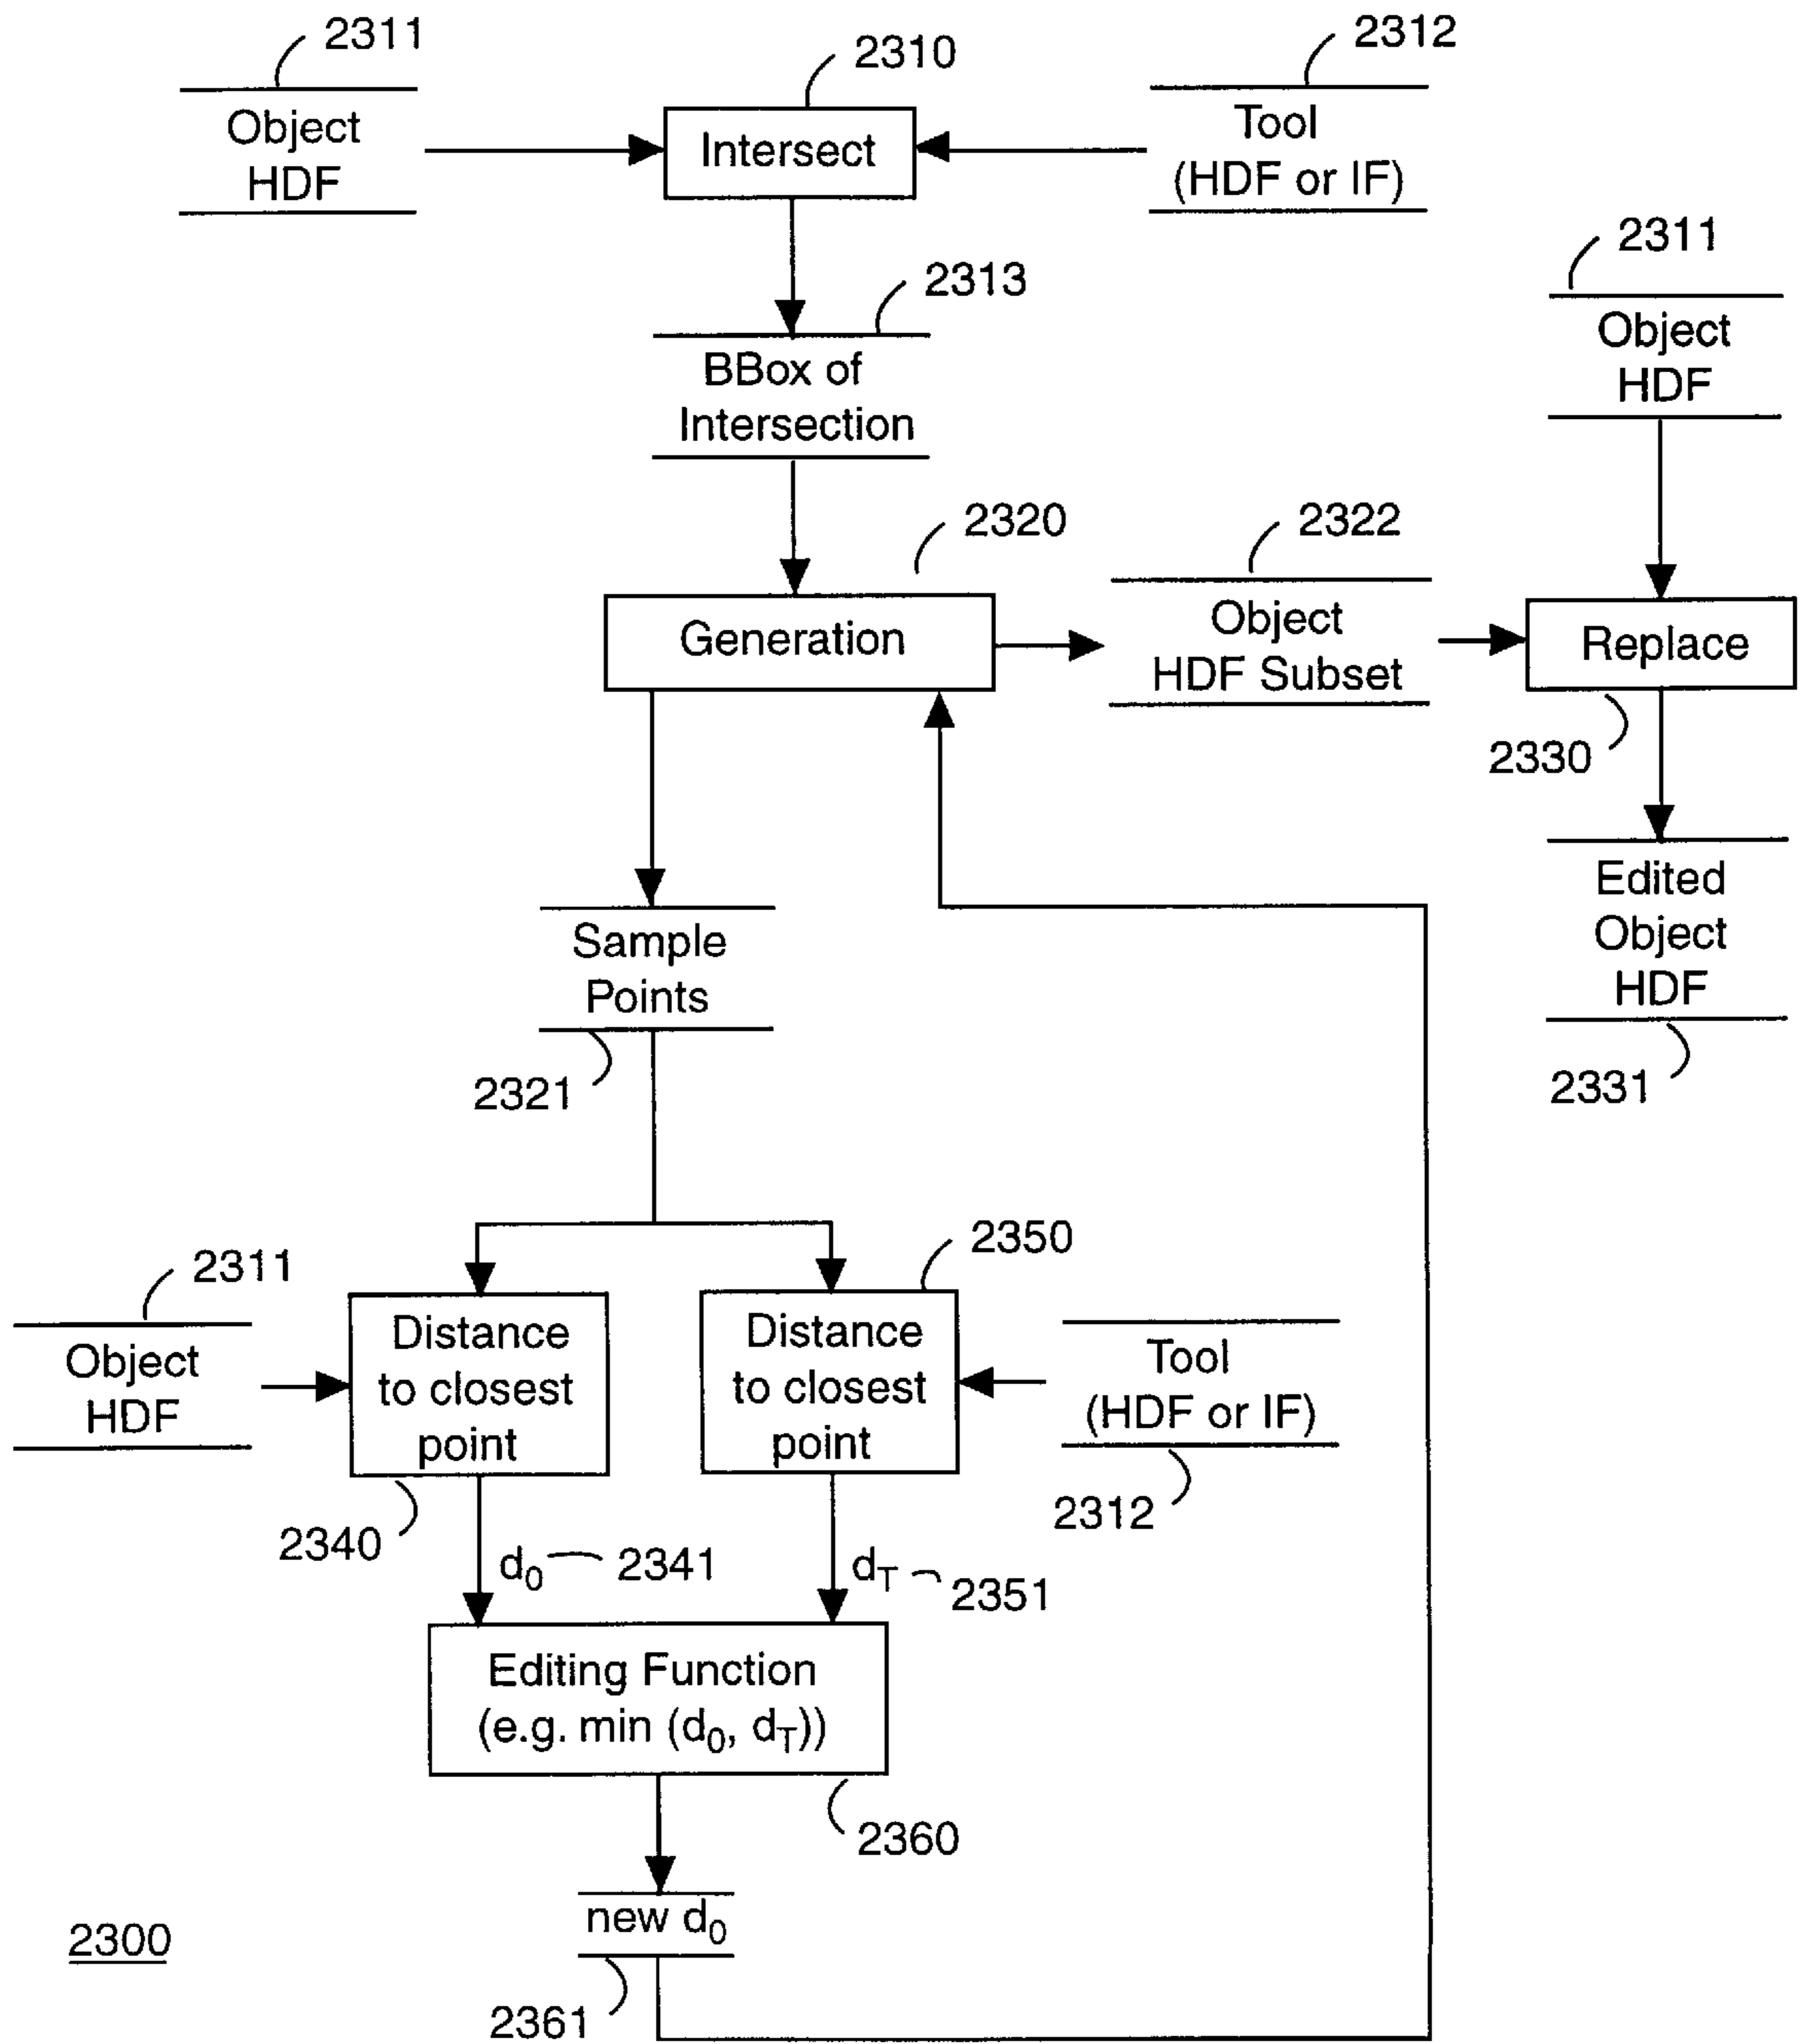 2311
2310
2312
Object
HDF
Intersect
Tool
(HDF or IF)
2313
BBox of
Intersection
2311
Object
HDF
2320
Generation
2322
Object
HDF Subset
Replace
2330
Edited
Object
HDF
2331
Sample
Points
2321
2311
Object
HDF
Distance
to closest
point
2340
2350
Distance
to closest
point
Tool
(HDF or IF)
2312
d0 2341
dT 2351
Editing Function
(e.g. min (d0, dT))
2360
new d0
2361
2300